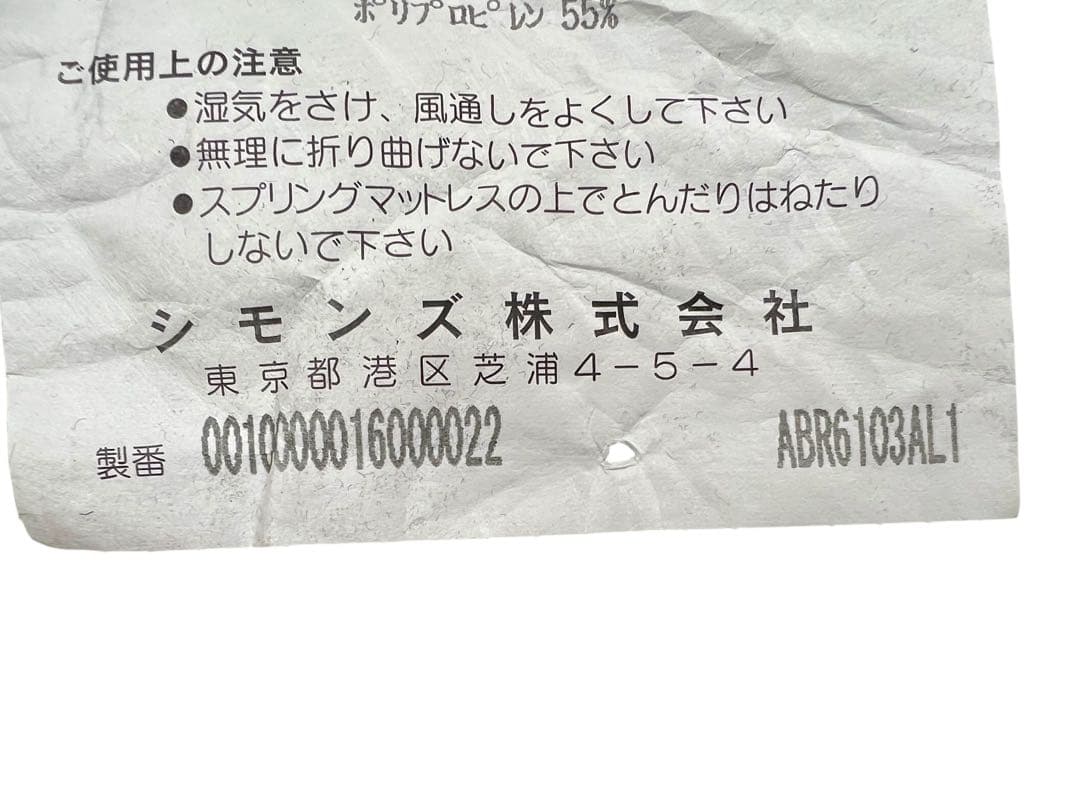 ポリプロピレン 55%
ご使用上の注意
●湿気をさけ、風通しをよくして下さい
●無理に折り曲げないで下さい
●スプリングマットレスの上でとんだりはねたり
しないで下さい
シモンズ株式会社
東京都港区芝浦4-5-4
製番 0010000016000022 ABR6103AL1